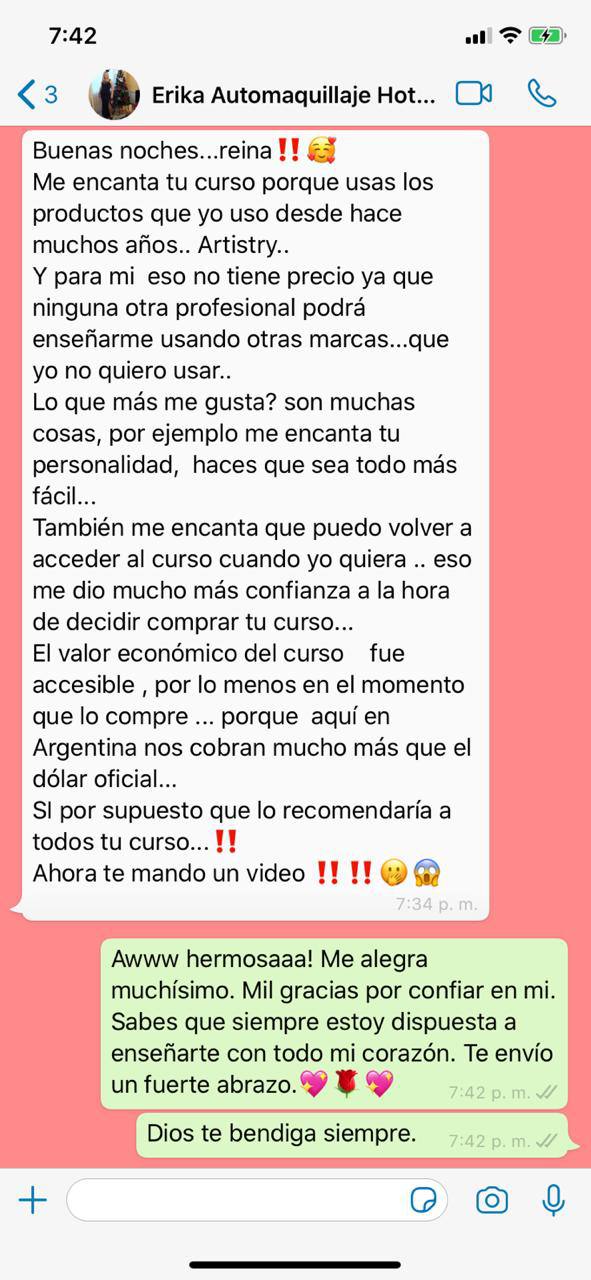 7:42
3
Erika Automaquillaje Hot...
Buenas noches...reina‼️🥰
Me encanta tu curso porque usas los
productos que yo uso desde hace
muchos años.. Artistry..
Y para mi  eso no tiene precio ya que
ninguna otra profesional podrá
enseñarme usando otras marcas...que
yo no quiero usar..
Lo que más me gusta? son muchas
cosas, por ejemplo me encanta tu
personalidad,  haces que sea todo más
fácil...
También me encanta que puedo volver a
acceder al curso cuando yo quiera .. eso
me dio mucho más confianza a la hora
de decidir comprar tu curso...
El valor económico del curso    fue
accesible , por lo menos en el momento
que lo compre ... porque  aquí en
Argentina nos cobran mucho más que el
dólar oficial...
SI por supuesto que lo recomendaría a
todos tu curso...‼️
Ahora te mando un video ‼️ ‼️ 🤭😱
7:34 p. m.
Awww hermosaaa! Me alegra
muchísimo. Mil gracias por confiar en mi.
Sabes que siempre estoy dispuesta a
enseñarte con todo mi corazón. Te envío
un fuerte abrazo.💖🌹💖
7:42 p. m.
Dios te bendiga siempre.
7:42 p. m.